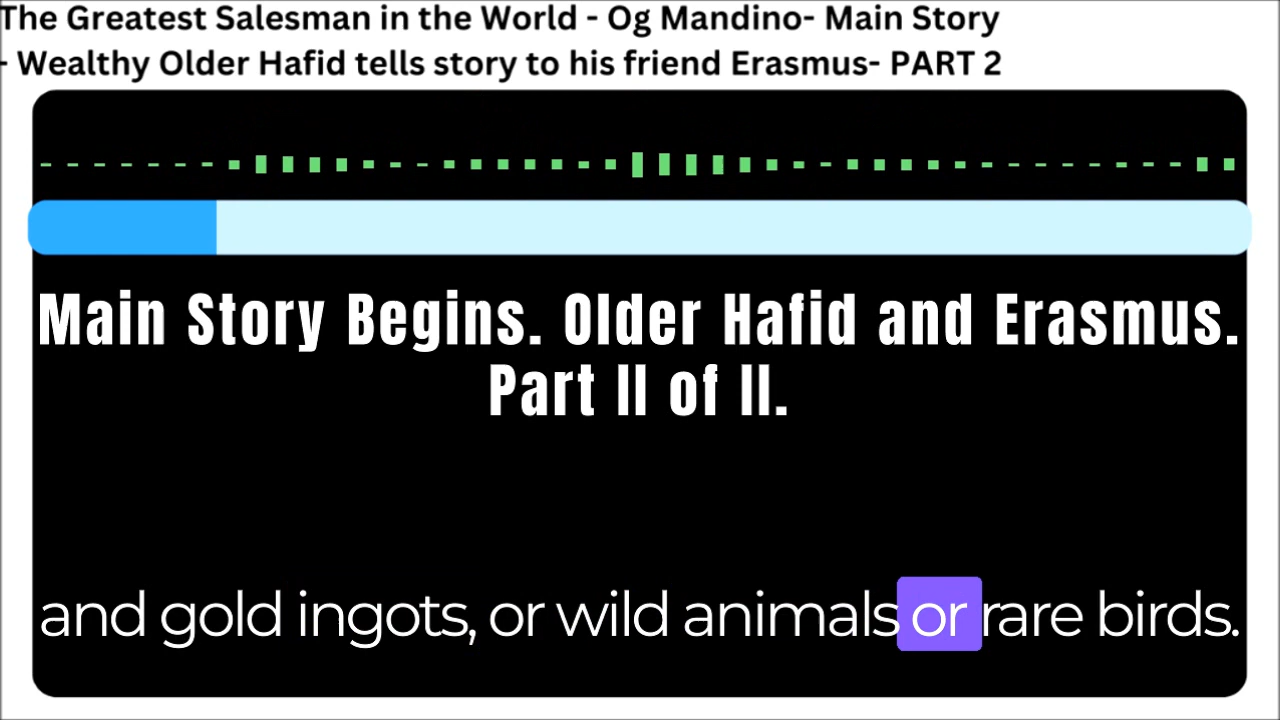 The Greatest Salesman in the World - Og Mandino- Main Story
- Wealthy Older Hafid tells story to his friend Erasmus- PART 2
Main Story Begins. Older Hafid and Erasmus.
Part II of II.
and gold ingots, or wild animals or rare birds.